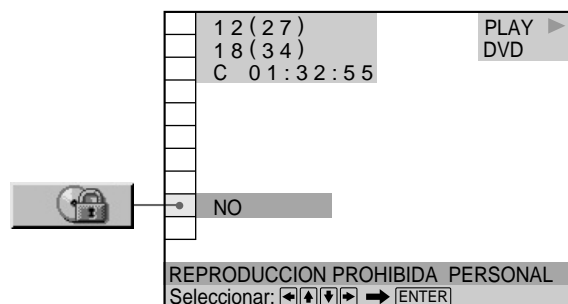 12(27)
PLAY
18(34)
DVD
C 01:32:55
NO
REPRODUCCION PROHIBIDA PERSONAL
Seleccionar: ENTER